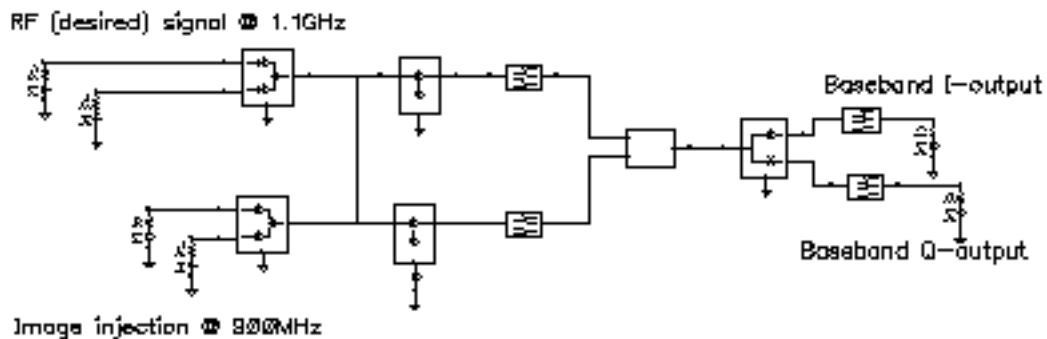 RF (desired) signal @ 1.1GHz
Baseband I-output
Baseband Q-output
Image injection @ 900MHz